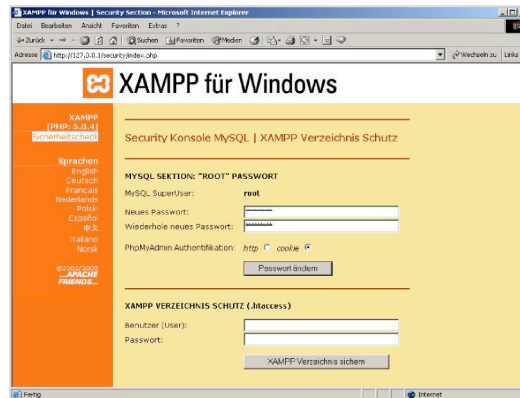 XAMPP für Windows | Security Section - Microsoft Internet Explorer
Datei Bearbeiten Ansicht Favoriten Extras ?
Zurück Suchen Favoriten Medien
Adresse http://127.0.0.1/security/index.php Wechseln zu Links
XAMPP für Windows
XAMPP
[PHP: 5.0.4]
Sicherheitscheck
Sprachen
English
Deutsch
Francais
Nederlands
Polski
Español
中文
Italiano
Norsk
©2002/2005
...APACHE
FRIENDS...
Security Konsole MySQL | XAMPP Verzeichnis Schutz
MYSQL SEKTION: "ROOT" PASSWORT
MySQL SuperUser: root
Neues Passwort: **********
Wiederhole neues Passwort: **********
PhpMyAdmin Authentifikation: http cookie
Passwort ändern
XAMPP VERZEICHNIS SCHUTZ (.htaccess)
Benutzer (User):
Passwort:
XAMPP Verzeichnis sichern
Fertig Internet